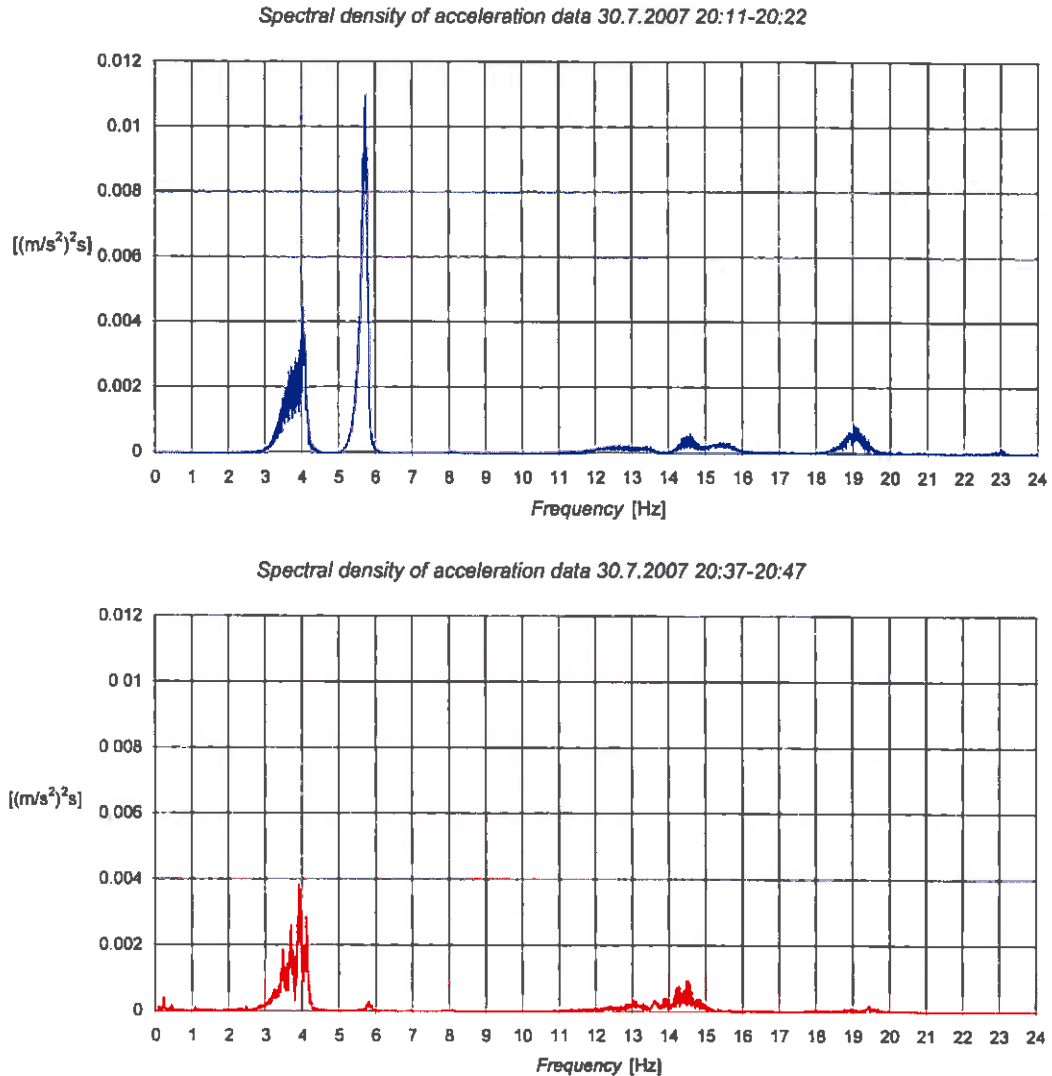 Spectral density of acceleration data 30.7.2007 20:11-20:22
0.012
0.01
0.008
[(m/s²)²s]
0.006
0.004
0.002
0
0 1 2 3 4 5 6 7 8 9 10 11 12 13 14 15 16 17 18 19 20 21 22 23 24
Frequency [Hz]
Spectral density of acceleration data 30.7.2007 20:37-20:47
0.012
0.01
0.008
[(m/s²)²s]
0.006
0.004
0.002
0
0 1 2 3 4 5 6 7 8 9 10 11 12 13 14 15 16 17 18 19 20 21 22 23 24
Frequency [Hz]